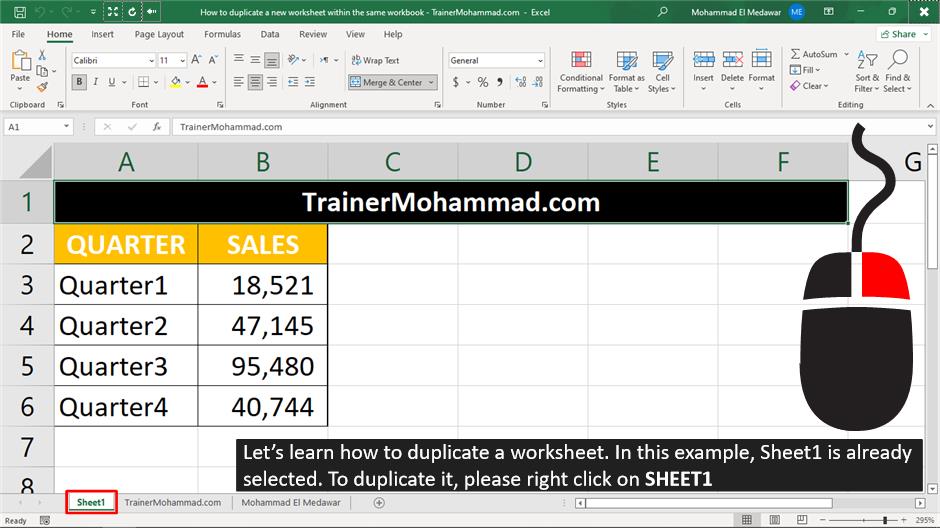 How to duplicate a new worksheet within the same workbook - TrainerMohammad.com - Excel
Mohammad El Medawar ME
File Home Insert Page Layout Formulas Data Review View Help Share
Calibri 11 Wrap Text General AutoSum
Paste Conditional Formatting Format as Table Cell Styles Insert Delete Format Fill Sort & Filter Find & Select
B I U Merge & Center $ % , Clear
Clipboard Font Alignment Number Styles Cells Editing
A1 fx TrainerMohammad.com
A B C D E F G
1 TrainerMohammad.com
2 QUARTER SALES
3 Quarter1 18,521
4 Quarter2 47,145
5 Quarter3 95,480
6 Quarter4 40,744
7
8
Let’s learn how to duplicate a worksheet. In this example, Sheet1 is already
selected. To duplicate it, please right click on SHEET1
Sheet1 TrainerMohammad.com Mohammad El Medawar
Ready 295%